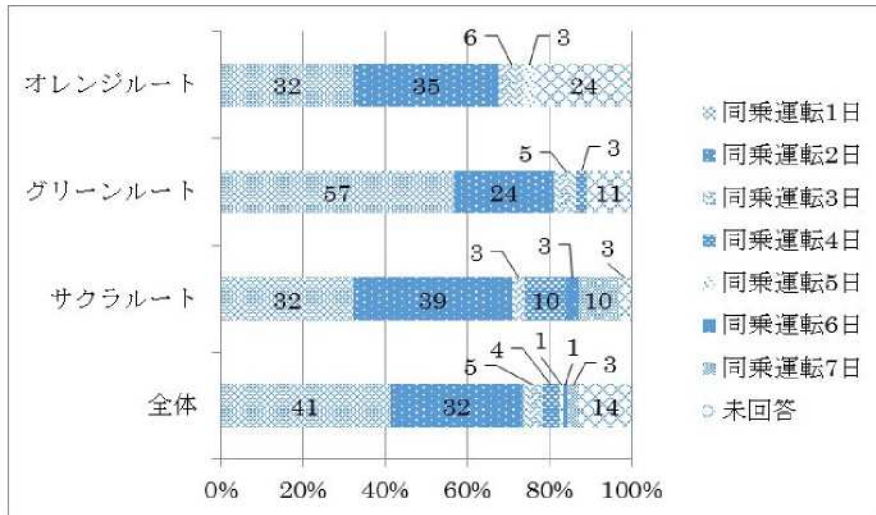 6 3
オレンジルート 32 35 24
5 3
グリーンルート 57 24 11
3 3 3
サクラルート 32 39 10 10
5 4 1 1 3
全体 41 32 14
0% 20% 40% 60% 80% 100%
同乗運転1日
同乗運転2日
同乗運転3日
同乗運転4日
同乗運転5日
同乗運転6日
同乗運転7日
未回答